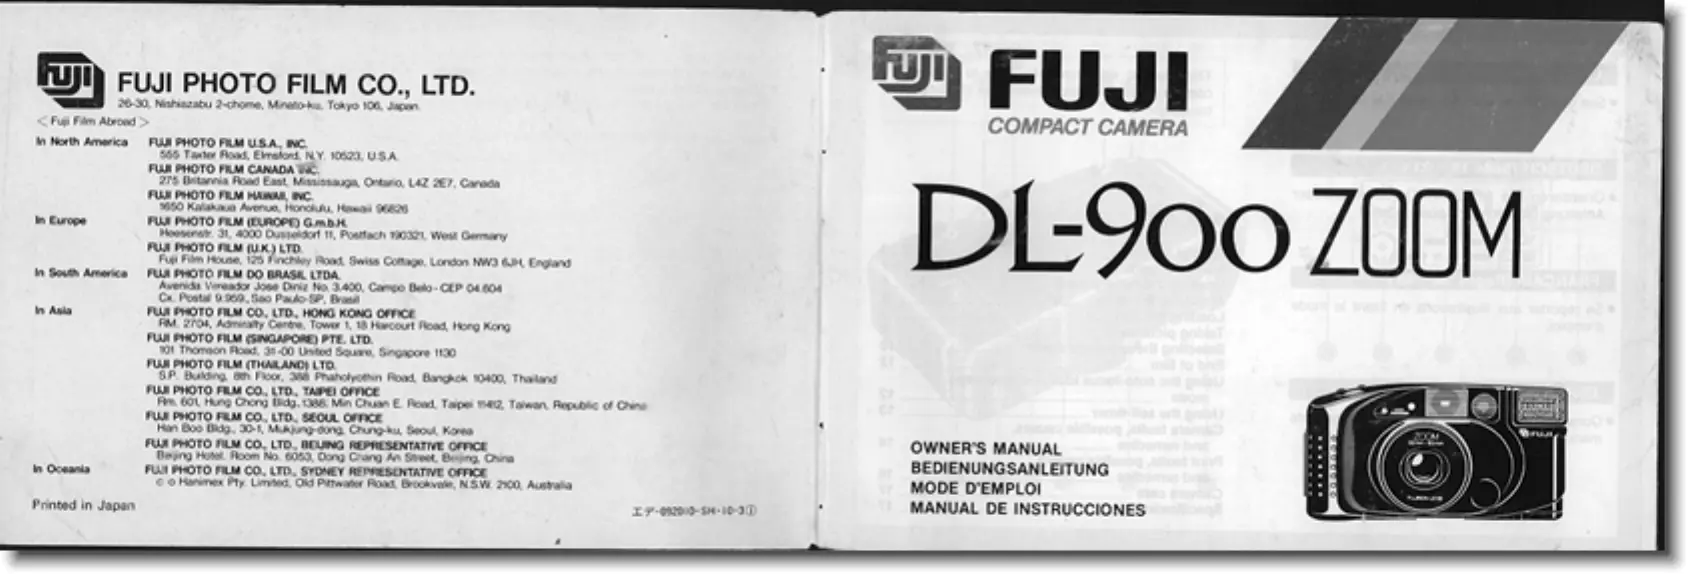 FUJI
FUJI PHOTO FILM CO., LTD.
26-30, Nishiazabu 2-chome, Minato-ku, Tokyo 106, Japan.
< Fuji Film Abroad >
In North America FUJI PHOTO FILM U.S.A., INC.
555 Taxter Road, Elmsford, N.Y. 10523, U.S.A.
FUJI PHOTO FILM CANADA INC.
275 Britannia Road East, Mississauga, Ontario, L4Z 2E7, Canada
FUJI PHOTO FILM HAWAII, INC.
1650 Kalakaua Avenue, Honolulu, Hawaii 96826
In Europe FUJI PHOTO FILM (EUROPE) G.m.b.H.
Heesenstr. 31, 4000 Dusseldorf 11, Postfach 190321, West Germany
FUJI PHOTO FILM (U.K.) LTD.
Fuji Film House, 125 Finchley Road, Swiss Cottage, London NW3 6JH, England
In South America FUJI PHOTO FILM DO BRASIL LTDA.
Avenida Vereador Jose Diniz No. 3.400, Campo Belo - CEP 04.604
Cx. Postal 9.959, Sao Paulo-SP, Brasil
In Asia FUJI PHOTO FILM CO., LTD., HONG KONG OFFICE
RM. 2704, Admiralty Centre, Tower 1, 18 Harcourt Road, Hong Kong
FUJI PHOTO FILM (SINGAPORE) PTE. LTD.
101 Thomson Road, 31-00 United Square, Singapore 1130
FUJI PHOTO FILM (THAILAND) LTD.
S.P. Building, 8th Floor, 388 Phaholyothin Road, Bangkok 10400, Thailand
FUJI PHOTO FILM CO., LTD., TAIPEI OFFICE
Rm. 601, Hung Chong Bldg., 1386, Min Chuan E. Road, Taipei 11492, Taiwan, Republic of China
FUJI PHOTO FILM CO., LTD., SEOUL OFFICE
Han Boo Bldg., 30-1, Mukjung-dong, Chung-ku, Seoul, Korea
FUJI PHOTO FILM CO., LTD., BEIJING REPRESENTATIVE OFFICE
Beijing Hotel. Room No. 6053, Dong Chang An Street, Beijing, China
In Oceania FUJI PHOTO FILM CO., LTD., SYDNEY REPRESENTATIVE OFFICE
c o Hanimex Pty. Limited, Old Pittwater Road, Brookvale, N.S.W. 2100, Australia
Printed in Japan
エデ-092010-SH-10-3①
FUJI
FUJI
COMPACT CAMERA
DL-900 ZOOM
OWNER'S MANUAL
BEDIENUNGSANLEITUNG
MODE D'EMPLOI
MANUAL DE INSTRUCCIONES
ZOOM
FUJI